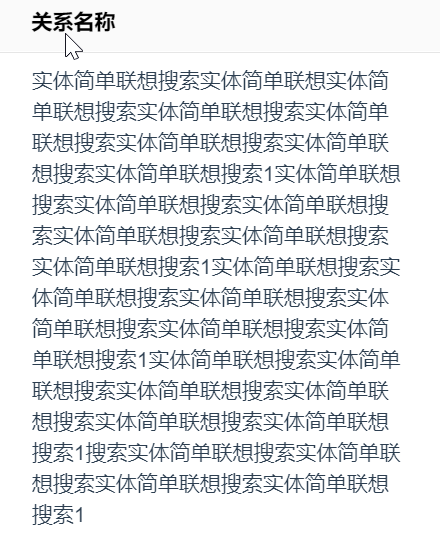 关系名称
实体简单联想搜索实体简单联想实体简
单联想搜索实体简单联想搜索实体简单
联想搜索实体简单联想搜索实体简单联
想搜索实体简单联想搜索1实体简单联想
搜索实体简单联想搜索实体简单联想搜
索实体简单联想搜索实体简单联想搜索
实体简单联想搜索1实体简单联想搜索实
体简单联想搜索实体简单联想搜索实体
简单联想搜索实体简单联想搜索实体简
单联想搜索1实体简单联想搜索实体简单
联想搜索实体简单联想搜索实体简单联
想搜索实体简单联想搜索实体简单联想
搜索1搜索实体简单联想搜索实体简单联
想搜索实体简单联想搜索实体简单联想
搜索1